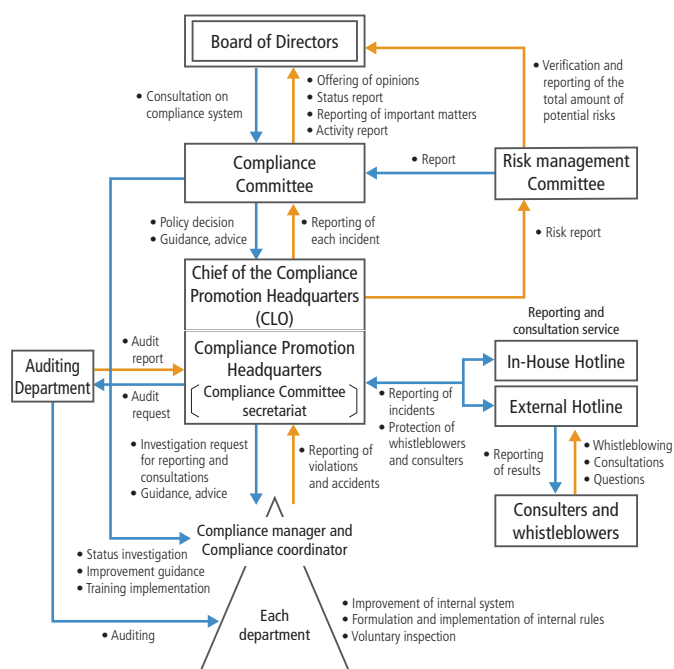 Board of Directors
• Consultation on
compliance system
• Offering of opinions
• Status report
• Reporting of important matters
• Activity report
• Verification and
reporting of the
total amount of
potential risks
Compliance
Committee
• Report
Risk management
Committee
• Policy decision
• Guidance, advice
• Reporting of
each incident
• Risk report
Chief of the Compliance
Promotion Headquarters
(CLO)
Reporting and
consultation service
• Audit
report
Auditing
Department
• Audit
request
Compliance Promotion
Headquarters
Compliance Committee
secretariat
In-House Hotline
External Hotline
• Reporting of
incidents
• Protection of
whistleblowers
and consulters
• Investigation request
for reporting and
consultations
• Guidance, advice
• Reporting of
violations
and accidents
• Reporting
of results
• Whistleblowing
• Consultations
• Questions
Consulters and
whistleblowers
Compliance manager and
Compliance coordinator
• Status investigation
• Improvement guidance
• Training implementation
• Auditing
Each
department
• Improvement of internal system
• Formulation and implementation of internal rules
• Voluntary inspection